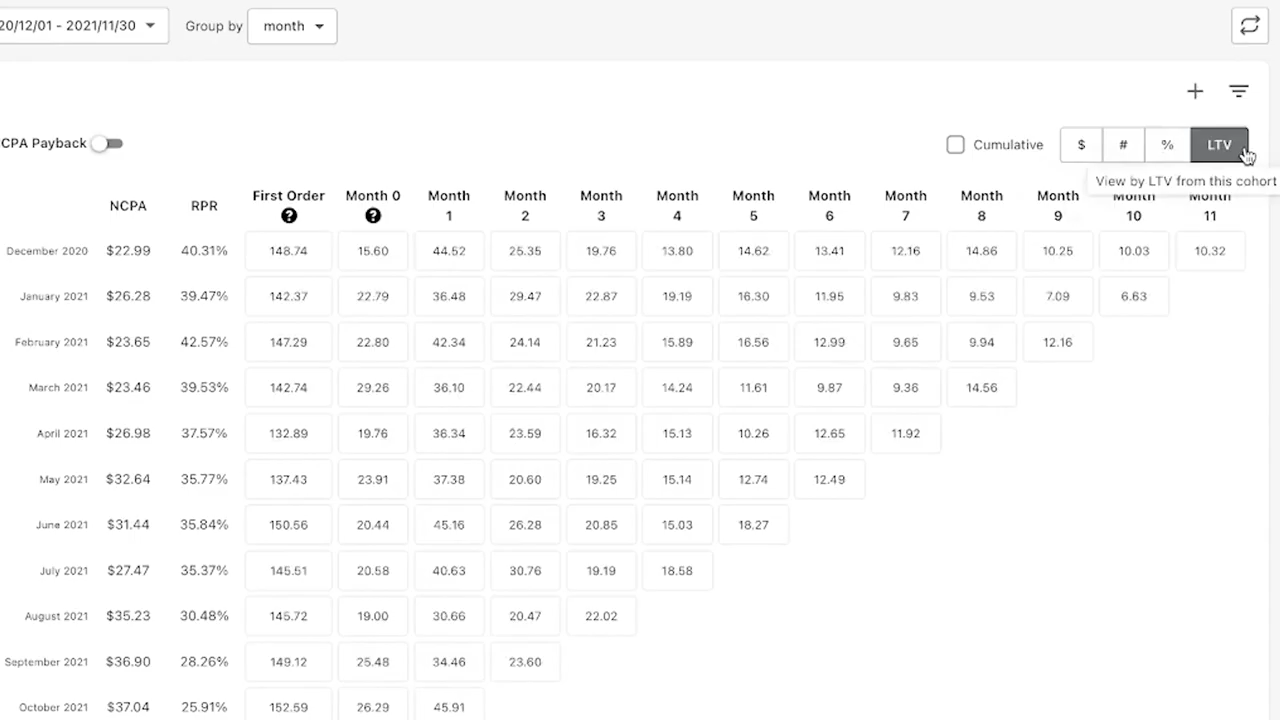 20/12/01 - 2021/11/30 Group by month
CPA Payback Cumulative $ # % LTV
View by LTV from this cohort
NCPA RPR First Order Month 0 Month 1 Month 2 Month 3 Month 4 Month 5 Month 6 Month 7 Month 8 Month 9 Month 10 Month 11
December 2020 $22.99 40.31% 148.74 15.60 44.52 25.35 19.76 13.80 14.62 13.41 12.16 14.86 10.25 10.03 10.32
January 2021 $26.28 39.47% 142.37 22.79 36.48 29.47 22.87 19.19 16.30 11.95 9.83 9.53 7.09 6.63
February 2021 $23.65 42.57% 147.29 22.80 42.34 24.14 21.23 15.89 16.56 12.99 9.65 9.94 12.16
March 2021 $23.46 39.53% 142.74 29.26 36.10 22.44 20.17 14.24 11.61 9.87 9.36 14.56
April 2021 $26.98 37.57% 132.89 19.76 36.34 23.59 16.32 15.13 10.26 12.65 11.92
May 2021 $32.64 35.77% 137.43 23.91 37.38 20.60 19.25 15.14 12.74 12.49
June 2021 $31.44 35.84% 150.56 20.44 45.16 26.28 20.85 15.03 18.27
July 2021 $27.47 35.37% 145.51 20.58 40.63 30.76 19.19 18.58
August 2021 $35.23 30.48% 145.72 19.00 30.66 20.47 22.02
September 2021 $36.90 28.26% 149.12 25.48 34.46 23.60
October 2021 $37.04 25.91% 152.59 26.29 45.91